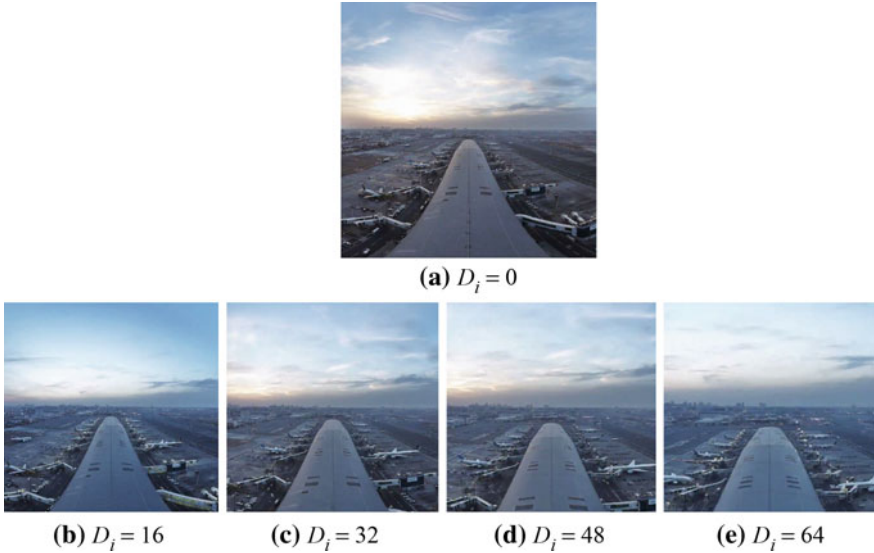 (a) D_i = 0
(b) D_i = 16
(c) D_i = 32
(d) D_i = 48
(e) D_i = 64